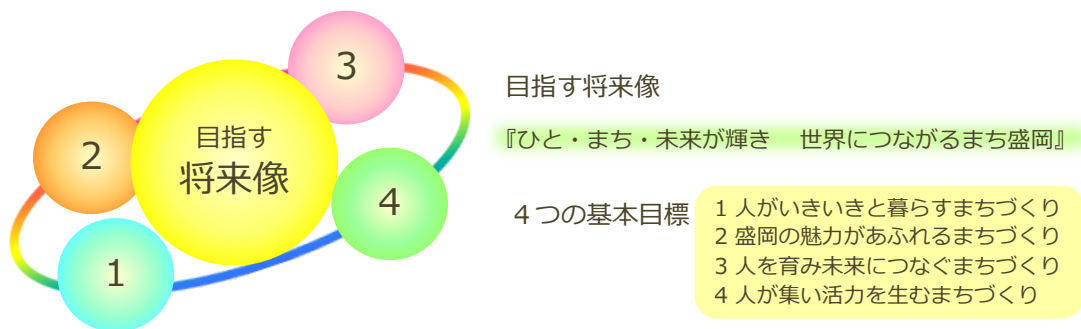 3
2
目指す
将来像
4
1
目指す将来像
『ひと・まち・未来が輝き　世界につながるまち盛岡』
４つの基本目標
1 人がいきいきと暮らすまちづくり
2 盛岡の魅力があふれるまちづくり
3 人を育み未来につなぐまちづくり
4 人が集い活力を生むまちづくり